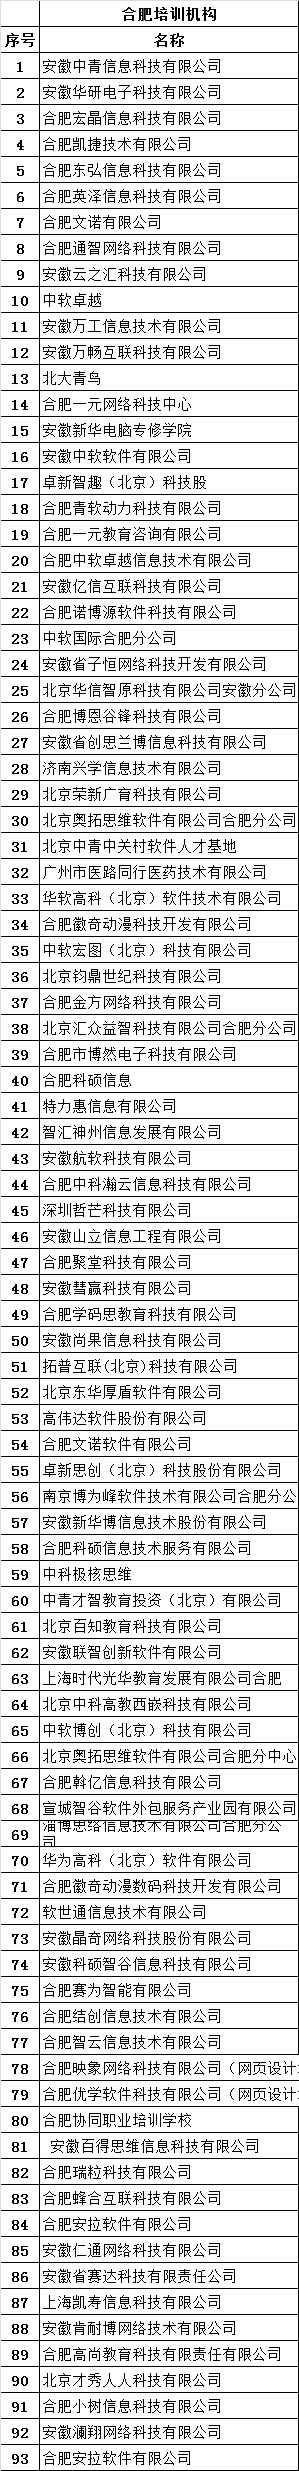 合肥培训机构
序号 名称
1 安徽中青信息科技有限公司
2 安徽华研电子科技有限公司
3 合肥宏晶信息科技有限公司
4 合肥凯捷技术有限公司
5 合肥东弘信息科技有限公司
6 合肥英泽信息科技有限公司
7 合肥文诺有限公司
8 合肥通智网络科技有限公司
9 安徽云之汇科技有限公司
10 中软卓越
11 安徽万工信息技术有限公司
12 安徽万畅互联科技有限公司
13 北大青鸟
14 合肥一元网络科技中心
15 安徽新华电脑专修学院
16 安徽中软软件有限公司
17 卓新智趣（北京）科技股
18 合肥青软动力科技有限公司
19 合肥一元教育咨询有限公司
20 合肥中软卓越信息技术有限公司
21 安徽亿信互联科技有限公司
22 合肥诺博源软件科技有限公司
23 中软国际合肥分公司
24 安徽省子恒网络科技开发有限公司
25 北京华信智原科技有限公司安徽分公司
26 合肥博恩谷锋科技有限公司
27 安徽省创思兰博信息科技有限公司
28 济南兴学信息技术有限公司
29 北京荣新广育科技有限公司
30 北京奥拓思维软件有限公司合肥分公司
31 北京中青中关村软件人才基地
32 广州市医路同行医药技术有限公司
33 华软高科（北京）软件技术有限公司
34 合肥徽奇动漫科技开发有限公司
35 中软宏图（北京）科技有限公司
36 北京钧鼎世纪科技有限公司
37 合肥金方网络科技有限公司
38 北京汇众益智科技有限公司合肥分公司
39 合肥市博然电子科技有限公司
40 合肥科硕信息
41 特力惠信息有限公司
42 智汇神州信息发展有限公司
43 安徽航软科技有限公司
44 合肥中科瀚云信息科技有限公司
45 深圳哲芒科技有限公司
46 安徽山立信息工程有限公司
47 合肥聚堂科技有限公司
48 安徽彗赢科技有限公司
49 合肥学码思教育科技有限公司
50 安徽尚果信息科技有限公司
51 拓普互联(北京)科技有限公司
52 北京东华厚盾软件有限公司
53 高伟达软件股份有限公司
54 合肥文诺软件有限公司
55 卓新思创（北京）科技股份有限公司
56 南京博为峰软件技术有限公司合肥分公
57 安徽新华博信息技术股份有限公司
58 合肥科硕信息技术服务有限公司
59 中科极核思维
60 中青才智教育投资（北京）有限公司
61 北京百知教育科技有限公司
62 安徽联智创新软件有限公司
63 上海时代光华教育发展有限公司合肥
64 北京中科高教西嵌科技有限公司
65 中软博创（北京）科技有限公司
66 北京奥拓思维软件有限公司合肥分中心
67 合肥斡亿信息科技有限公司
68 宣城智谷软件外包服务产业园有限公司
69 淄博思络信息技术有限公司合肥分公
司
70 华为高科（北京）软件有限公司
71 合肥徽奇动漫数码科技开发有限公司
72 软世通信息技术有限公司
73 安徽晶奇网络科技股份有限公司
74 安徽科硕智谷信息科技有限公司
75 合肥赛为智能有限公司
76 合肥结创信息技术有限公司
77 合肥智云信息技术有限公司
78 合肥映象网络科技有限公司（网页设计
79 合肥优学软件科技有限公司（网页设计
80 合肥协同职业培训学校
81 安徽百得思维信息科技有限公司
82 合肥瑞粒科技有限公司
83 合肥蜂合互联科技有限公司
84 合肥安拉软件有限公司
85 安徽仁通网络科技有限公司
86 安徽省赛达科技有限责任公司
87 上海凯寿信息科技有限公司
88 安徽肯耐博网络技术有限公司
89 合肥高尚教育科技有限责任有限公司
90 北京才秀人人科技有限公司
91 合肥小树信息科技有限公司
92 安徽澜翔网络科技有限公司
93 合肥安拉软件有限公司